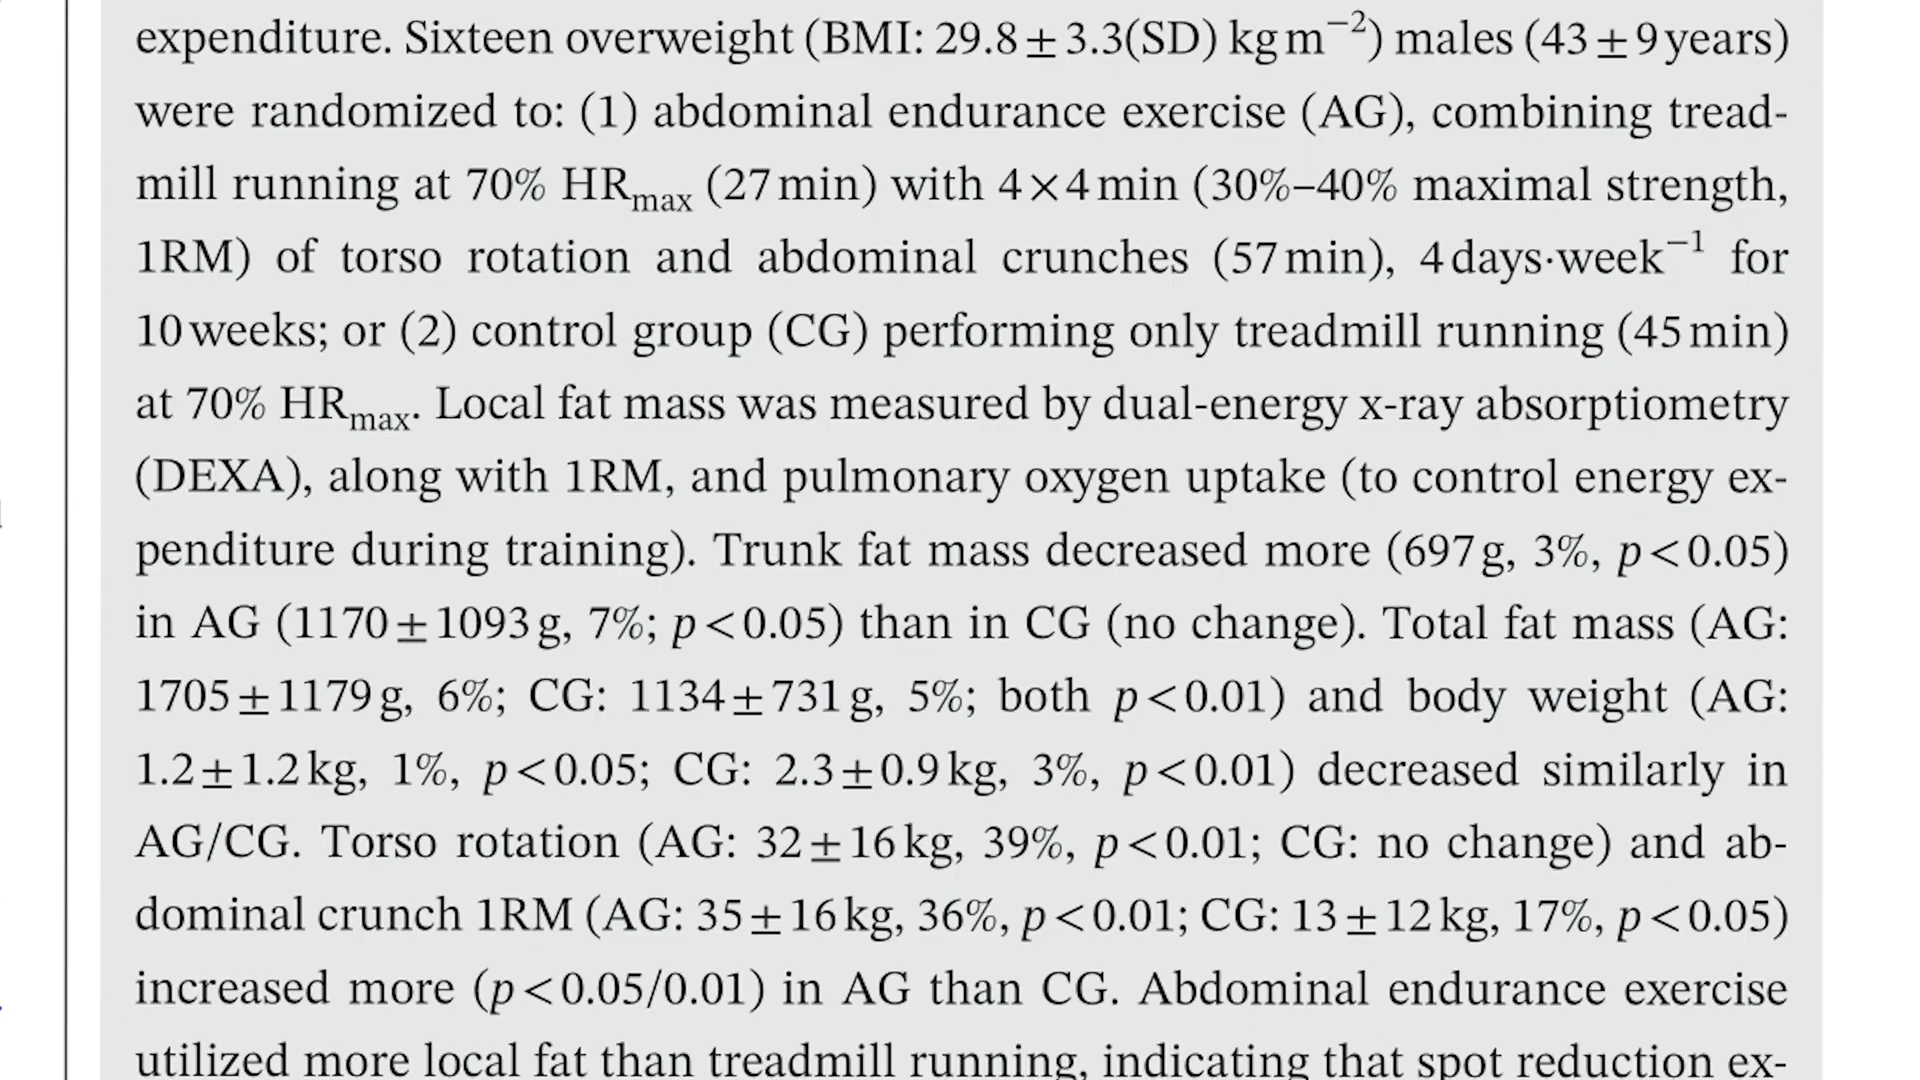 expenditure. Sixteen overweight (BMI: 29.8 ± 3.3(SD) kg m⁻²) males (43 ± 9 years)
were randomized to: (1) abdominal endurance exercise (AG), combining tread-
mill running at 70% HRmax (27 min) with 4 × 4 min (30%–40% maximal strength,
1RM) of torso rotation and abdominal crunches (57 min), 4 days·week⁻¹ for
10 weeks; or (2) control group (CG) performing only treadmill running (45 min)
at 70% HRmax. Local fat mass was measured by dual-energy x-ray absorptiometry
(DEXA), along with 1RM, and pulmonary oxygen uptake (to control energy ex-
penditure during training). Trunk fat mass decreased more (697 g, 3%, p < 0.05)
in AG (1170 ± 1093 g, 7%; p < 0.05) than in CG (no change). Total fat mass (AG:
1705 ± 1179 g, 6%; CG: 1134 ± 731 g, 5%; both p < 0.01) and body weight (AG:
1.2 ± 1.2 kg, 1%, p < 0.05; CG: 2.3 ± 0.9 kg, 3%, p < 0.01) decreased similarly in
AG/CG. Torso rotation (AG: 32 ± 16 kg, 39%, p < 0.01; CG: no change) and ab-
dominal crunch 1RM (AG: 35 ± 16 kg, 36%, p < 0.01; CG: 13 ± 12 kg, 17%, p < 0.05)
increased more (p < 0.05/0.01) in AG than CG. Abdominal endurance exercise
utilized more local fat than treadmill running, indicating that spot reduction ex-